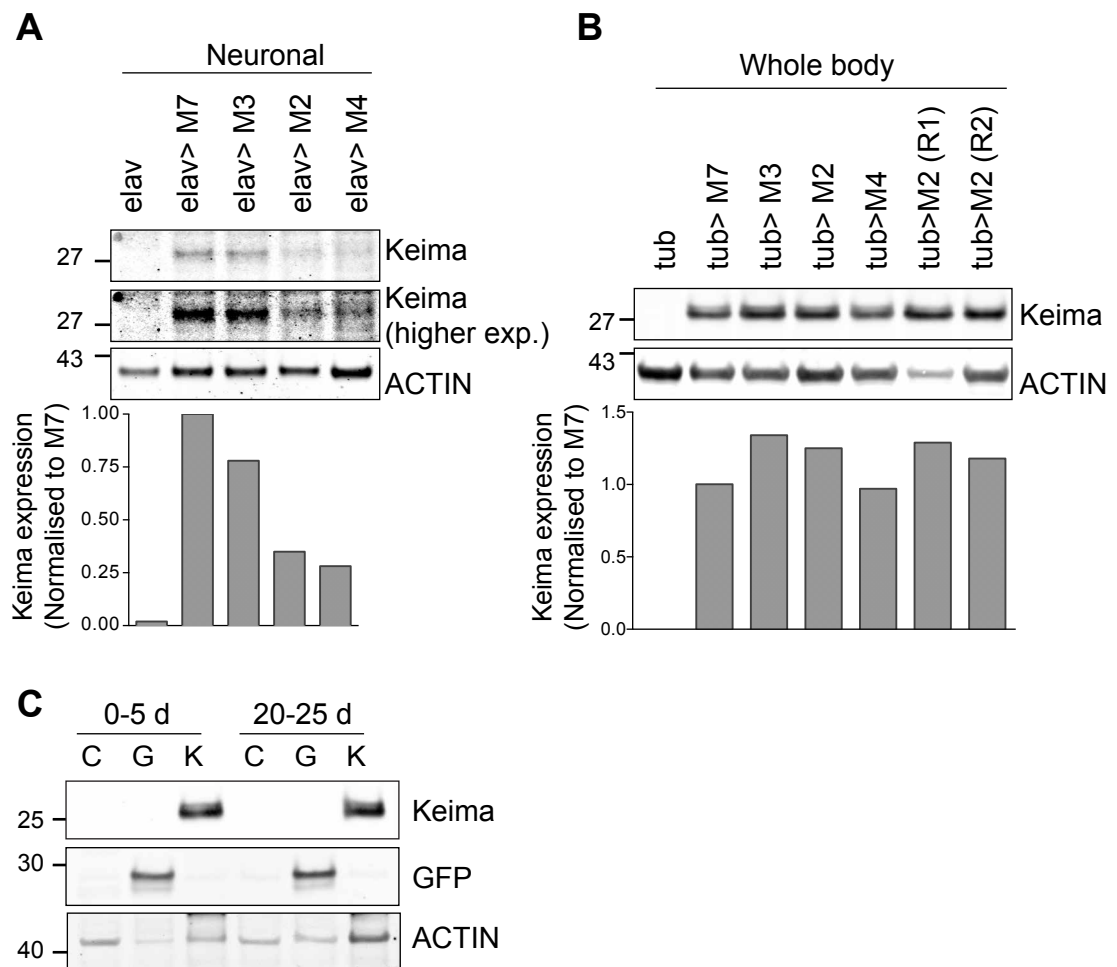 A
Neuronal
elav
elav> M7
elav> M3
elav> M2
elav> M4
27
Keima
27
Keima
(higher exp.)
43
ACTIN
Keima expression
(Normalised to M7)
1.00
0.75
0.50
0.25
0.00
B
Whole body
tub
tub> M7
tub> M3
tub> M2
tub>M4
tub>M2 (R1)
tub>M2 (R2)
27
Keima
43
ACTIN
Keima expression
(Normalised to M7)
1.5
1.0
0.5
0.0
C
0-5 d 20-25 d
C G K C G K
25
Keima
30
GFP
40
ACTIN